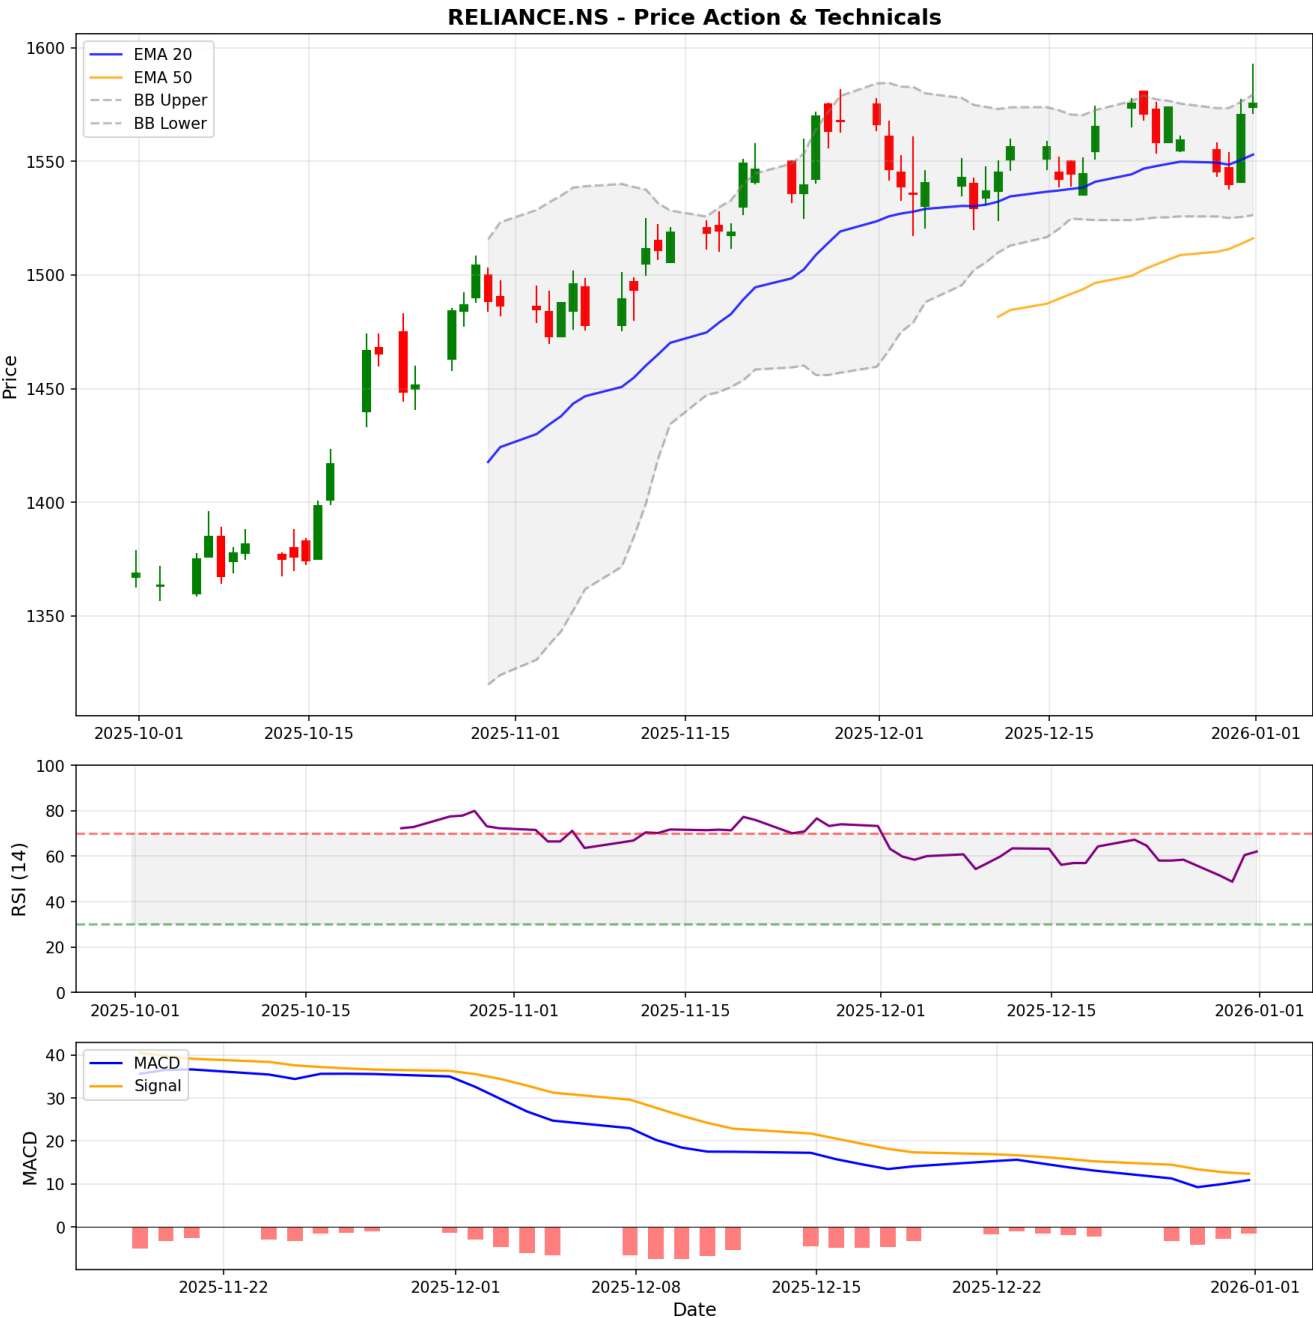 RELIANCE.NS - Price Action & Technicals
EMA 20
EMA 50
BB Upper
BB Lower
Price
1600
1550
1500
1450
1400
1350
2025-10-01 2025-10-15 2025-11-01 2025-11-15 2025-12-01 2025-12-15 2026-01-01
RSI (14)
100
80
60
40
20
0
2025-10-01 2025-10-15 2025-11-01 2025-11-15 2025-12-01 2025-12-15 2026-01-01
MACD
Signal
MACD
40
30
20
10
0
2025-11-22 2025-12-01 2025-12-08 2025-12-15 2025-12-22 2026-01-01
Date